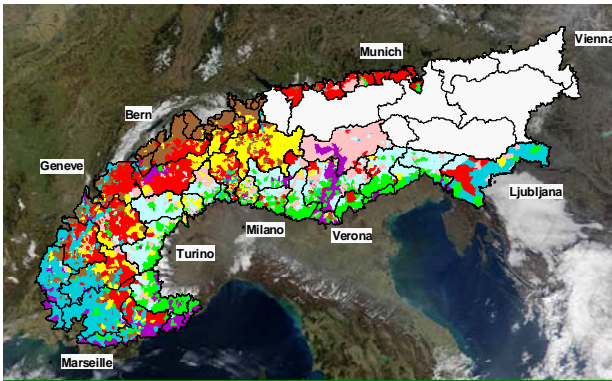 Vienna
Munich
Bern
Geneve
Ljubljana
Milano
Verona
Turino
Marseille